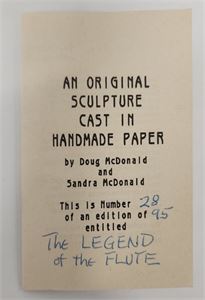 AN ORIGINAL
SCULPTURE
CAST IN
HANDMADE PAPER
by Doug McDonald
and
Sandra McDonald
This is Number 28
of an edition of 95
entitled
The LEGEND
of the FLUTE